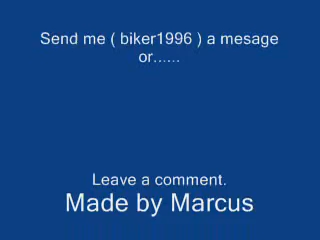 Send me ( biker1996 ) a mesage
or......
Leave a comment.
Made by Marcus